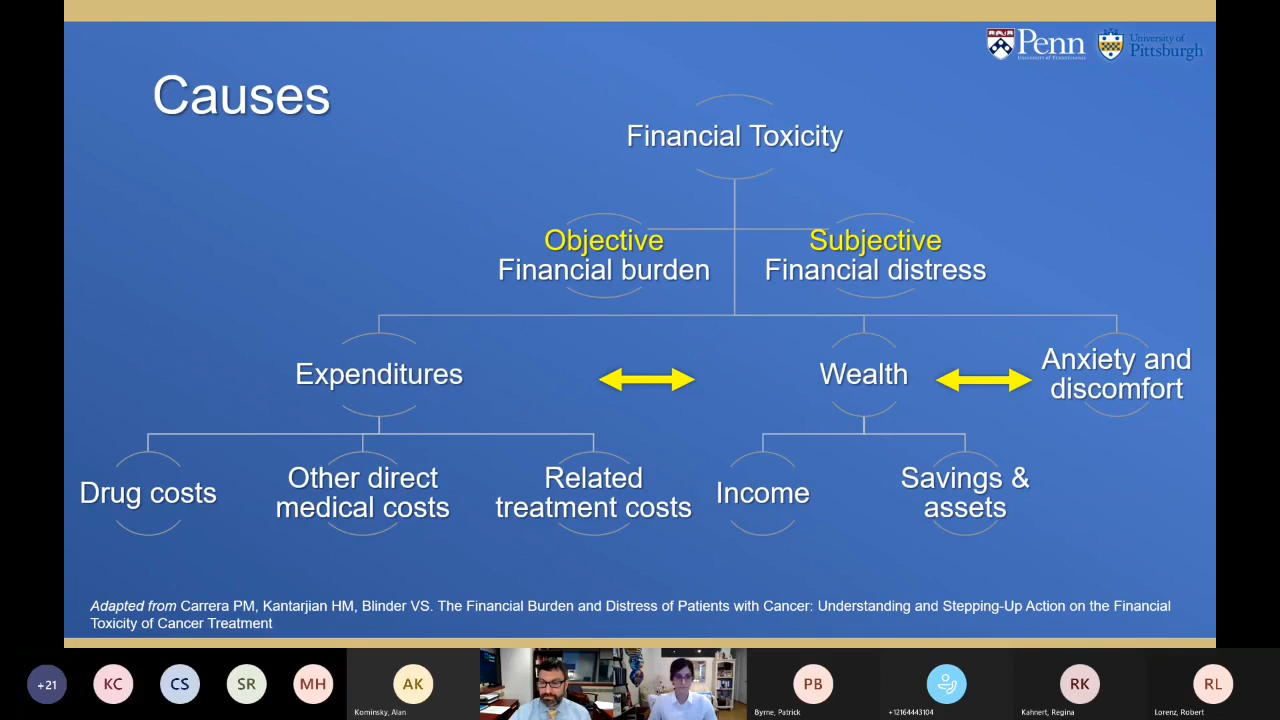 Penn
UNIVERSITY OF PENNSYLVANIA
University of
Pittsburgh
Causes
Financial Toxicity
Objective
Financial burden
Subjective
Financial distress
Expenditures
Wealth
Anxiety and
discomfort
Drug costs
Other direct
medical costs
Related
treatment costs
Income
Savings &
assets
Adapted from Carrera PM, Kantarjian HM, Blinder VS. The Financial Burden and Distress of Patients with Cancer: Understanding and Stepping-Up Action on the Financial
Toxicity of Cancer Treatment
+21
KC
CS
SR
MH
AK
Kominsky, Alan
PB
Byrne, Patrick
+12164443104
RK
Kahnert, Regina
RL
Lorenz, Robert